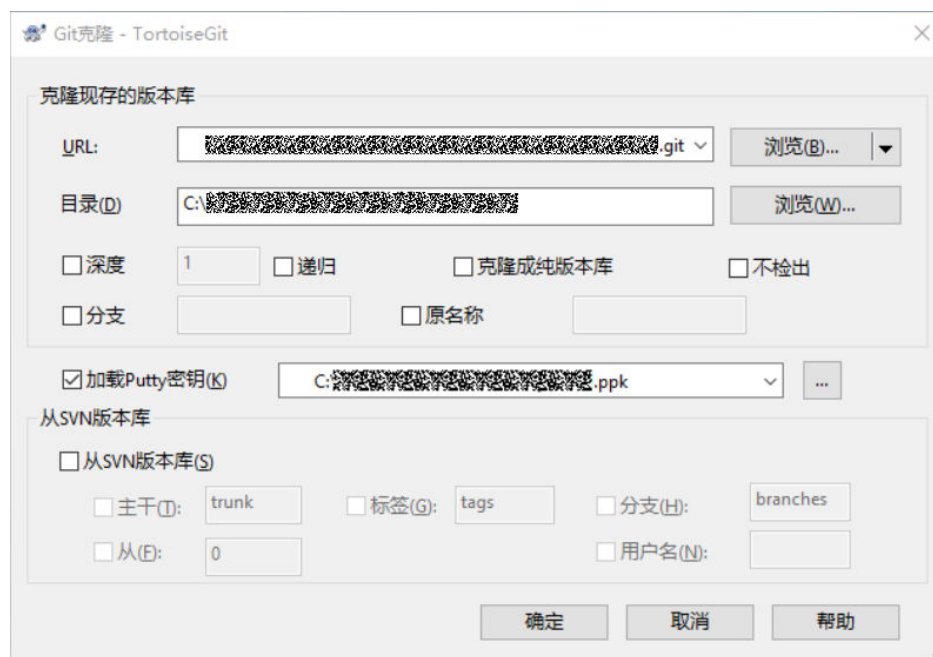 Git克隆 - TortoiseGit
克隆现存的版本库
URL: .git 浏览(B)...
目录(D) C:\ 浏览(W)...
深度 1 递归 克隆成纯版本库 不检出
分支 原名称
加载Putty密钥(K) C: .ppk ...
从SVN版本库
从SVN版本库(S)
主干(T): trunk 标签(G): tags 分支(H): branches
从(F): 0 用户名(N):
确定 取消 帮助